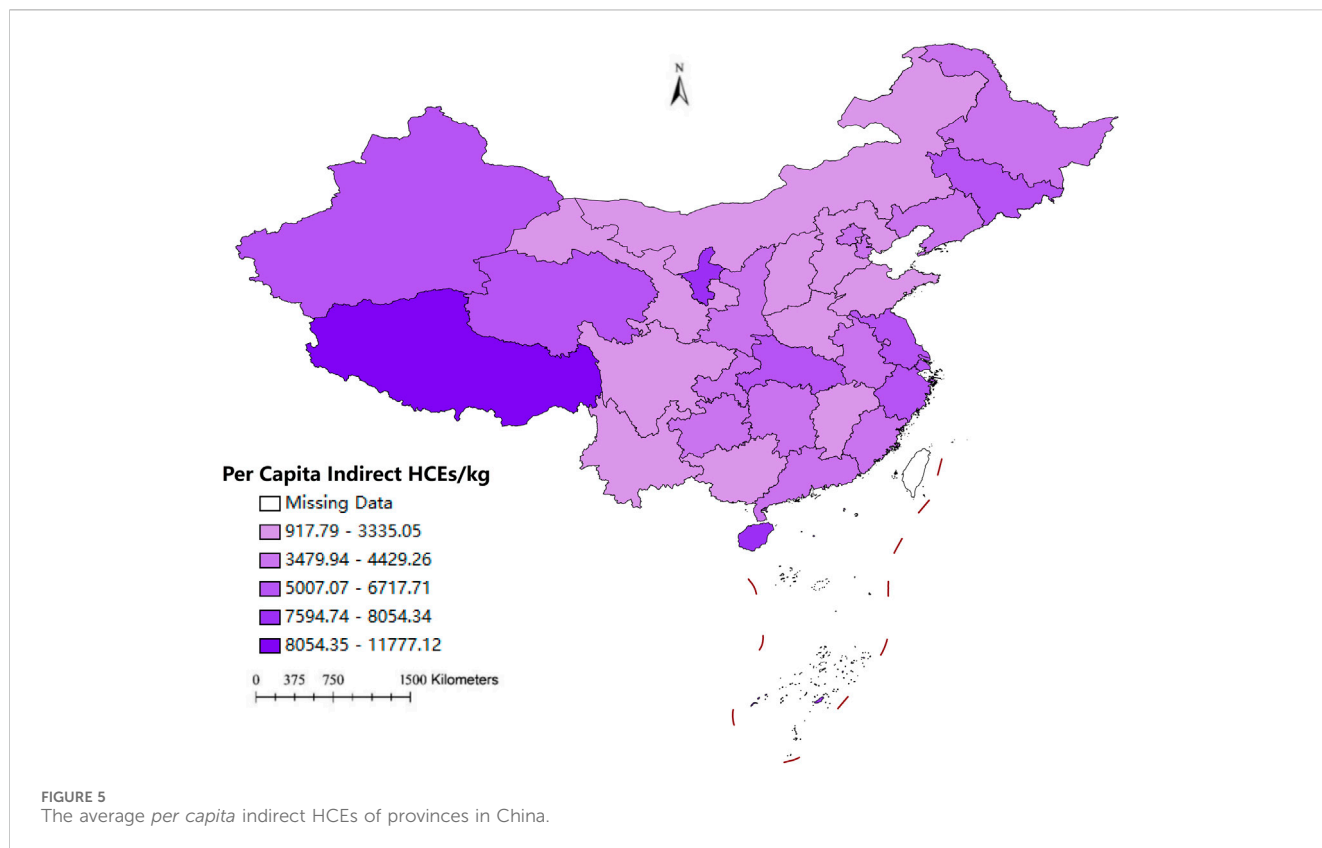 N
Per Capita Indirect HCEs/kg
Missing Data
917.79 - 3335.05
3479.94 - 4429.26
5007.07 - 6717.71
7594.74 - 8054.34
8054.35 - 11777.12
0 375 750 1500 Kilometers
FIGURE 5
The average per capita indirect HCEs of provinces in China.